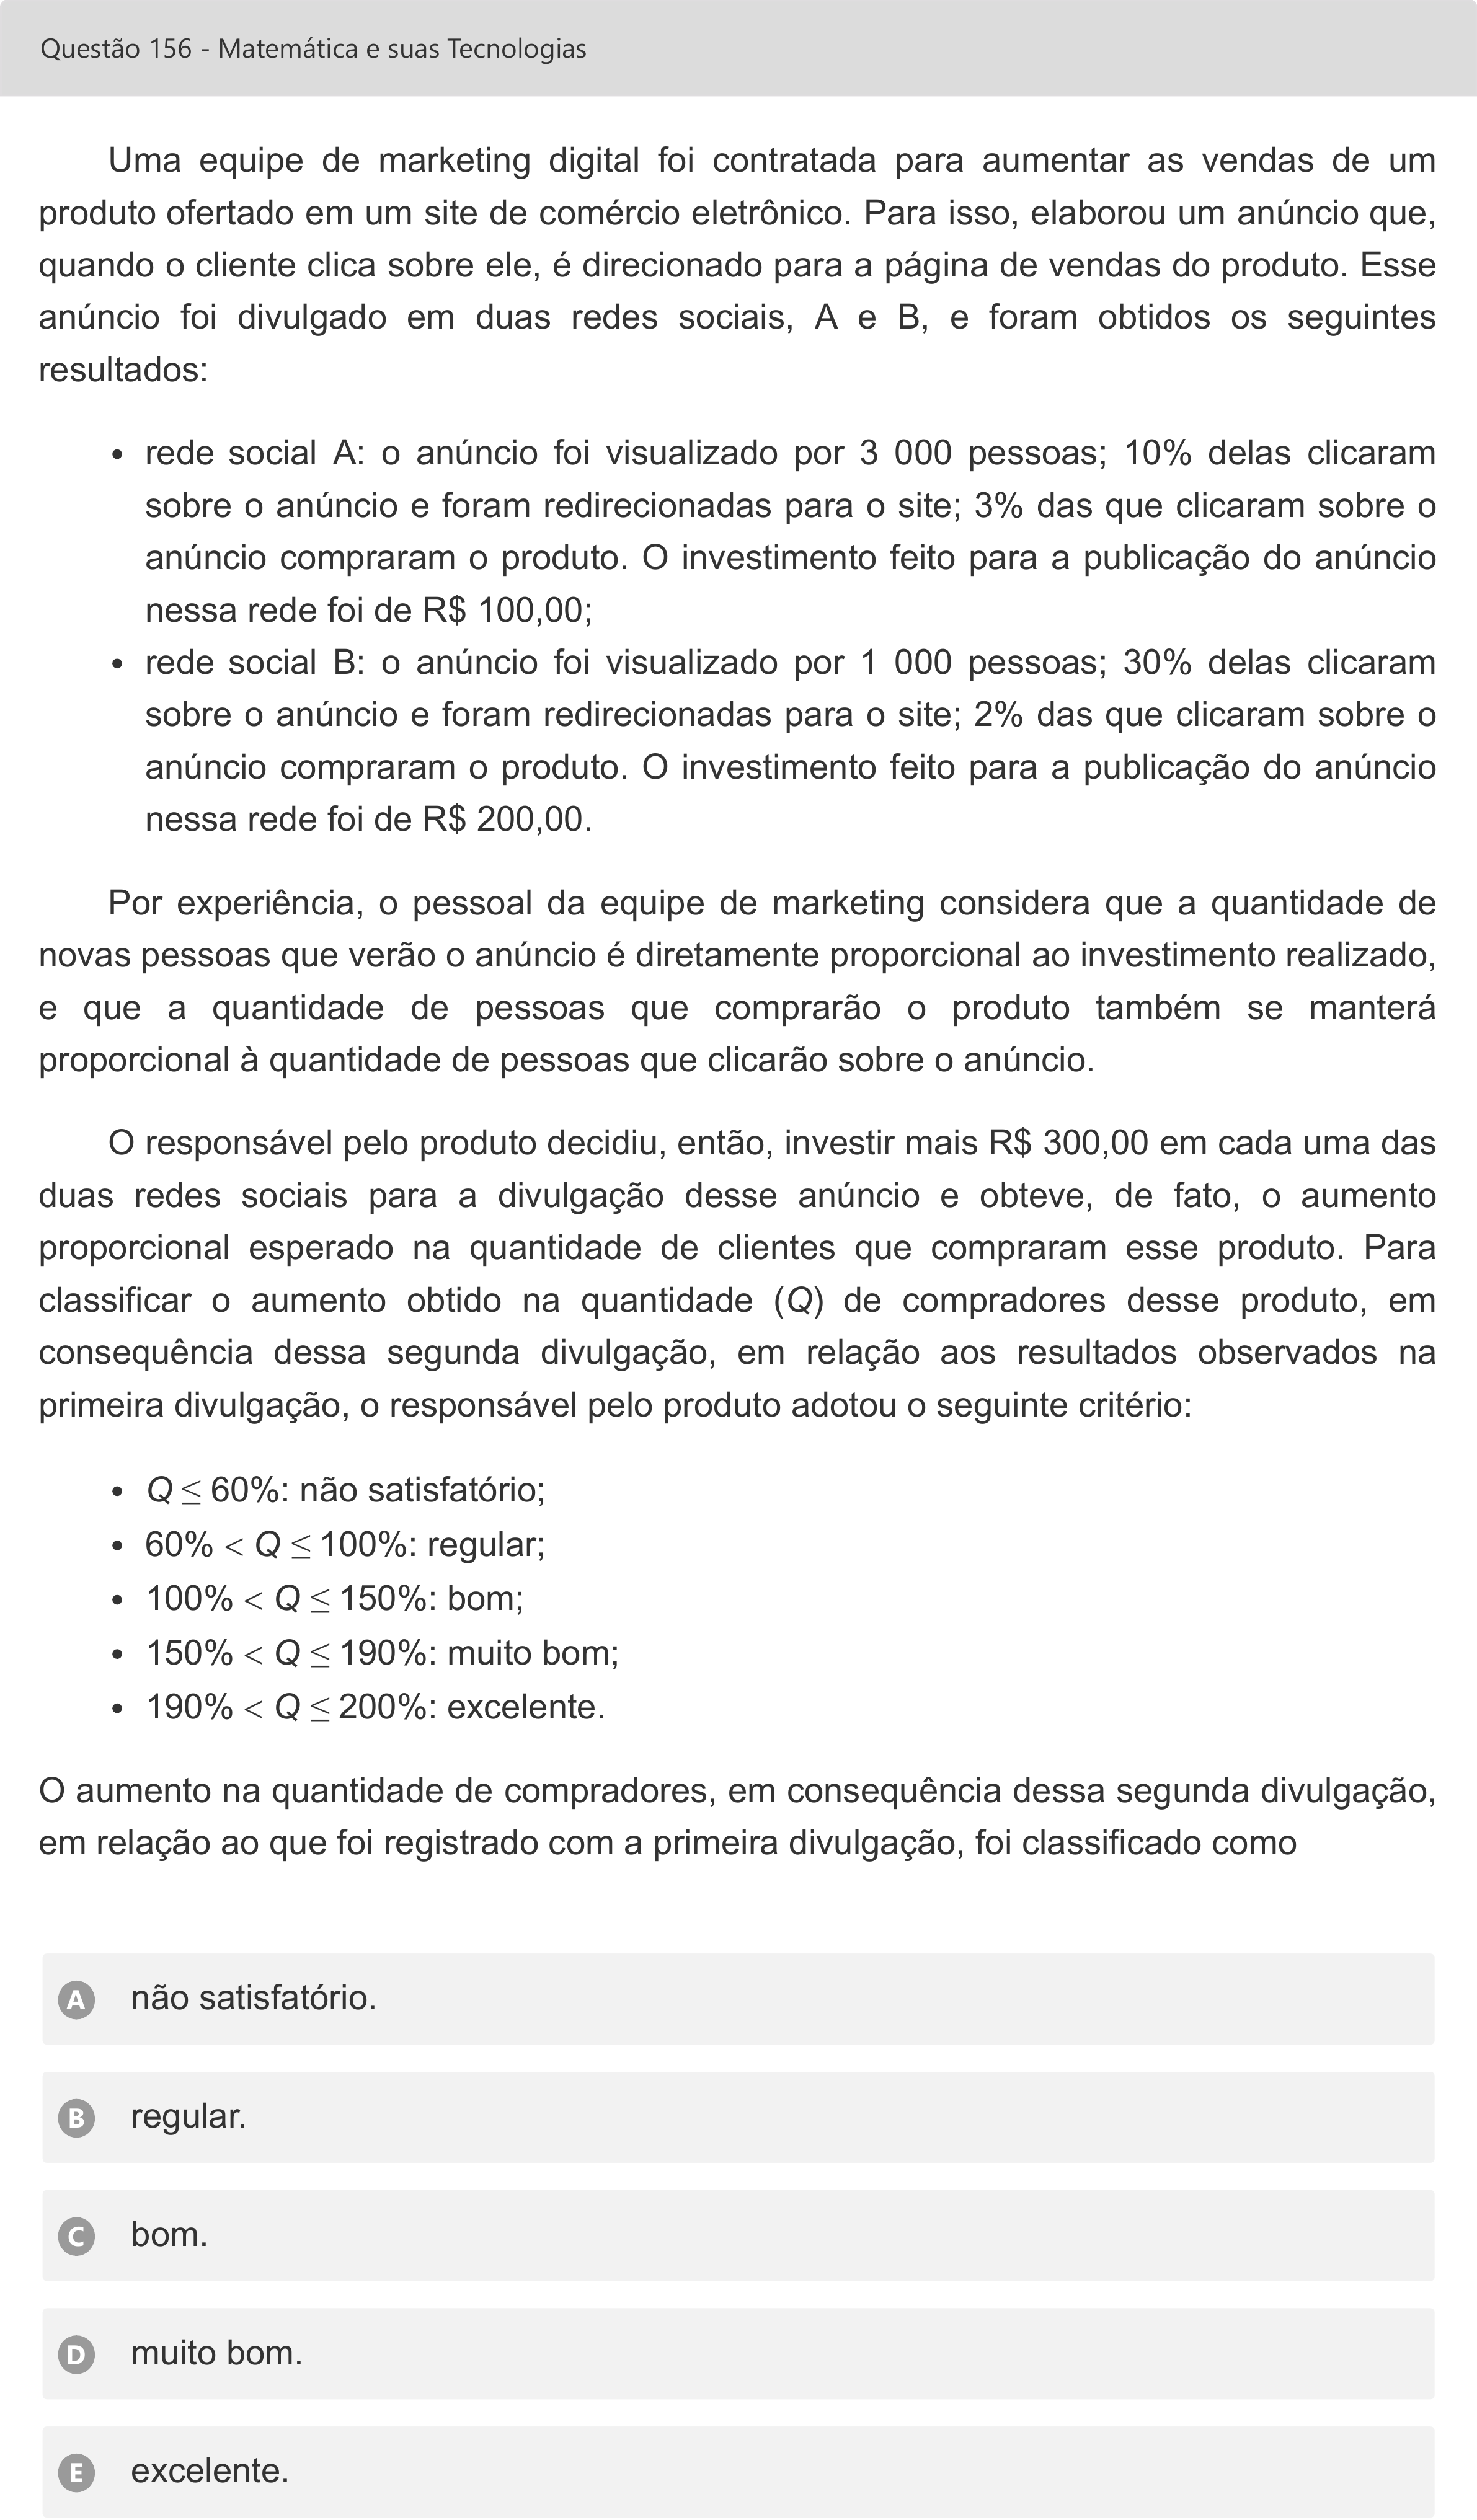 Questão 156 - Matemática e suas Tecnologias
Uma equipe de marketing digital foi contratada para aumentar as vendas de um
produto ofertado em um site de comércio eletrônico. Para isso, elaborou um anúncio que,
quando o cliente clica sobre ele, é direcionado para a página de vendas do produto. Esse
anúncio foi divulgado em duas redes sociais, A e B, e foram obtidos os seguintes
resultados:
• rede social A: o anúncio foi visualizado por 3 000 pessoas; 10% delas clicaram
sobre o anúncio e foram redirecionadas para o site; 3% das que clicaram sobre o
anúncio compraram o produto. O investimento feito para a publicação do anúncio
nessa rede foi de R$ 100,00;
• rede social B: o anúncio foi visualizado por 1 000 pessoas; 30% delas clicaram
sobre o anúncio e foram redirecionadas para o site; 2% das que clicaram sobre o
anúncio compraram o produto. O investimento feito para a publicação do anúncio
nessa rede foi de R$ 200,00.
Por experiência, o pessoal da equipe de marketing considera que a quantidade de
novas pessoas que verão o anúncio é diretamente proporcional ao investimento realizado,
e que a quantidade de pessoas que comprarão o produto também se manterá
proporcional à quantidade de pessoas que clicarão sobre o anúncio.
O responsável pelo produto decidiu, então, investir mais R$ 300,00 em cada uma das
duas redes sociais para a divulgação desse anúncio e obteve, de fato, o aumento
proporcional esperado na quantidade de clientes que compraram esse produto. Para
classificar o aumento obtido na quantidade (Q) de compradores desse produto, em
consequência dessa segunda divulgação, em relação aos resultados observados na
primeira divulgação, o responsável pelo produto adotou o seguinte critério:
• Q ≤ 60%: não satisfatório;
• 60% < Q ≤ 100%: regular;
• 100% < Q ≤ 150%: bom;
• 150% < Q ≤ 190%: muito bom;
• 190% < Q ≤ 200%: excelente.
O aumento na quantidade de compradores, em consequência dessa segunda divulgação,
em relação ao que foi registrado com a primeira divulgação, foi classificado como
A não satisfatório.
B regular.
C bom.
D muito bom.
E excelente.